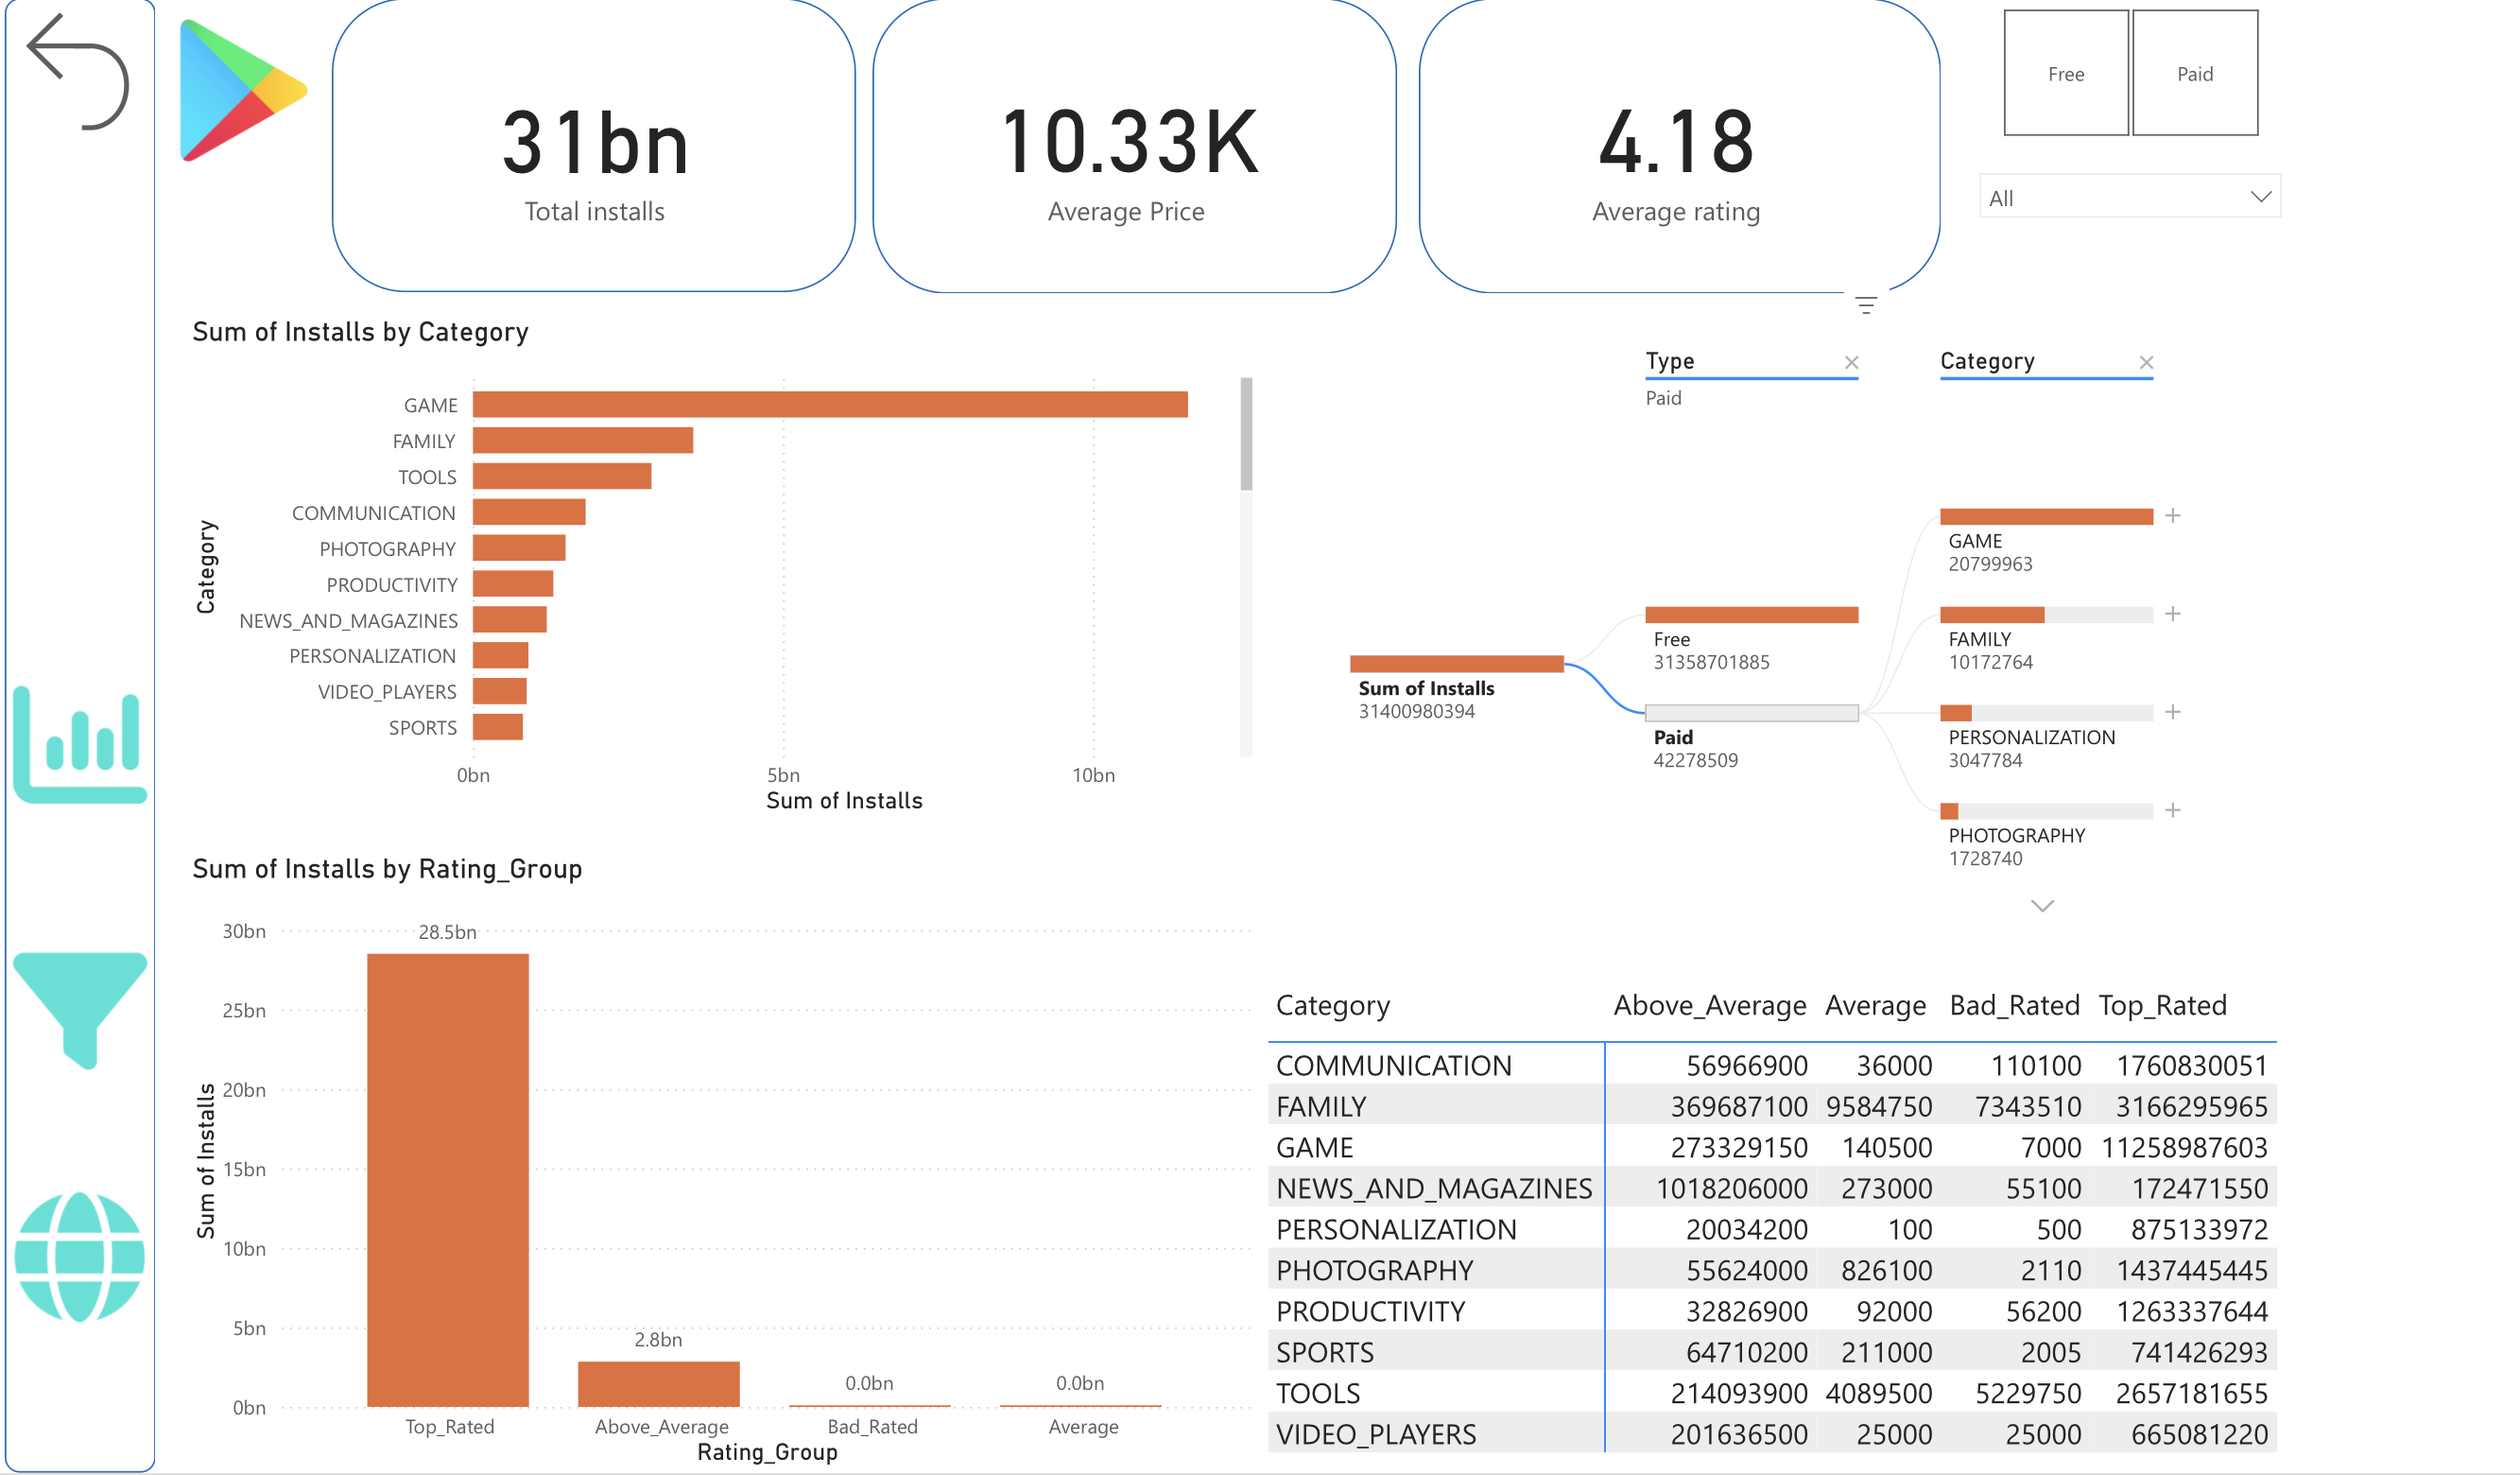 31bn
Total installs
10.33K
Average Price
4.18
Average rating
Free
Paid
All
Sum of Installs by Category
Category
GAME
FAMILY
TOOLS
COMMUNICATION
PHOTOGRAPHY
PRODUCTIVITY
NEWS_AND_MAGAZINES
PERSONALIZATION
VIDEO_PLAYERS
SPORTS
0bn 5bn 10bn
Sum of Installs
Type
Paid
Category
Sum of Installs
31400980394
Free
31358701885
Paid
42278509
GAME
20799963
FAMILY
10172764
PERSONALIZATION
3047784
PHOTOGRAPHY
1728740
Sum of Installs by Rating_Group
Sum of Installs
30bn
25bn
20bn
15bn
10bn
5bn
0bn
28.5bn
2.8bn
0.0bn
0.0bn
Top_Rated Above_Average Bad_Rated Average
Rating_Group
Category Above_Average Average Bad_Rated Top_Rated
COMMUNICATION 56966900 36000 110100 1760830051
FAMILY 369687100 9584750 7343510 3166295965
GAME 273329150 140500 7000 11258987603
NEWS_AND_MAGAZINES 1018206000 273000 55100 172471550
PERSONALIZATION 20034200 100 500 875133972
PHOTOGRAPHY 55624000 826100 2110 1437445445
PRODUCTIVITY 32826900 92000 56200 1263337644
SPORTS 64710200 211000 2005 741426293
TOOLS 214093900 4089500 5229750 2657181655
VIDEO_PLAYERS 201636500 25000 25000 665081220